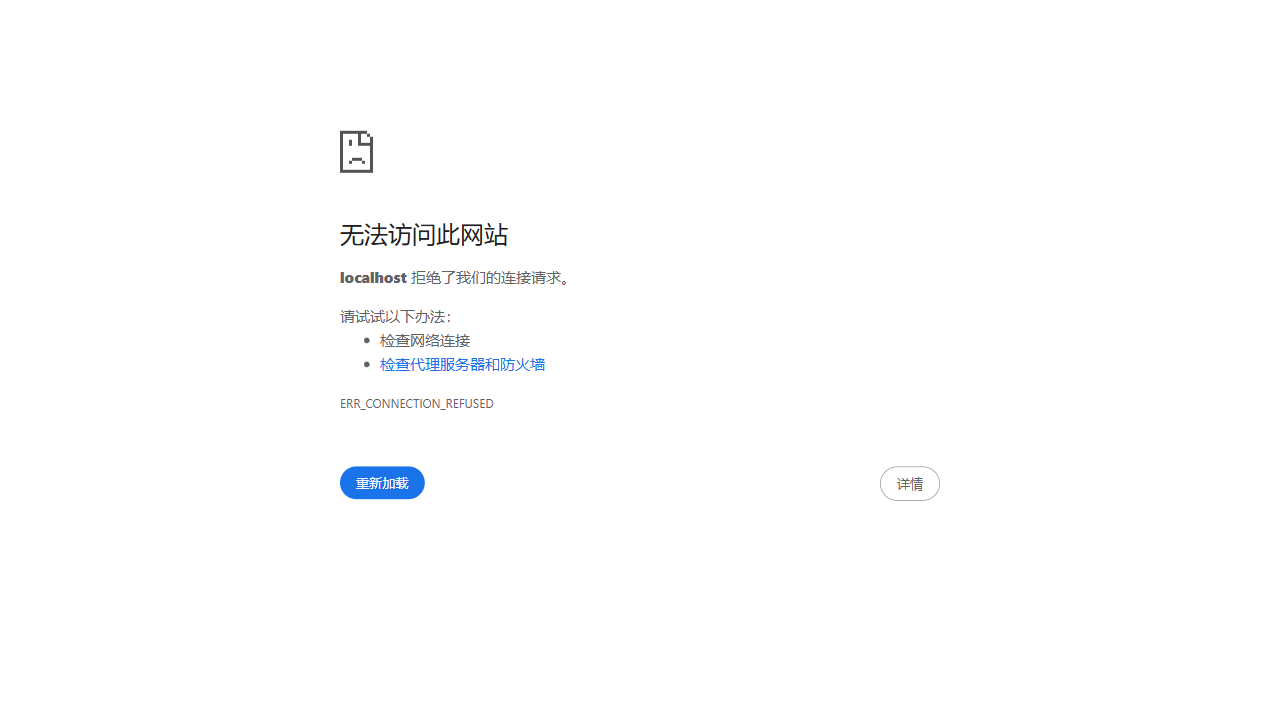 无法访问此网站
localhost 拒绝了我们的连接请求。
请试试以下办法：
检查网络连接
检查代理服务器和防火墙
ERR_CONNECTION_REFUSED
重新加载
详情